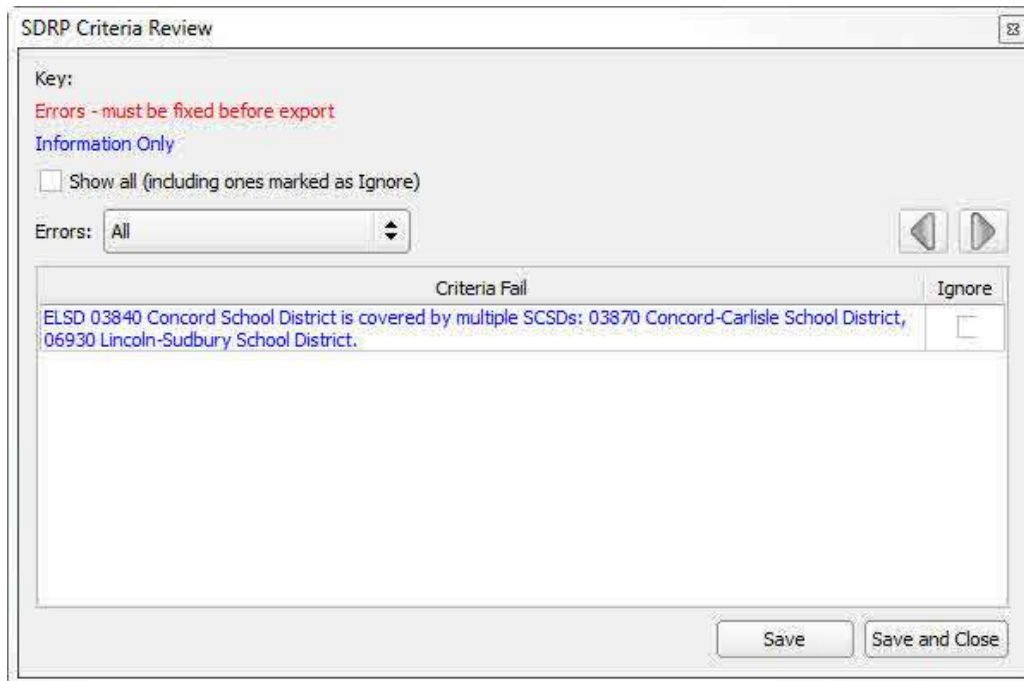 SDRP Criteria Review
Key:
Errors - must be fixed before export
Information Only
Show all (including ones marked as Ignore)
Errors: All
Criteria Fail Ignore
ELSD 03840 Concord School District is covered by multiple SCSDs: 03870 Concord-Carlisle School District,
06930 Lincoln-Sudbury School District.
Save Save and Close